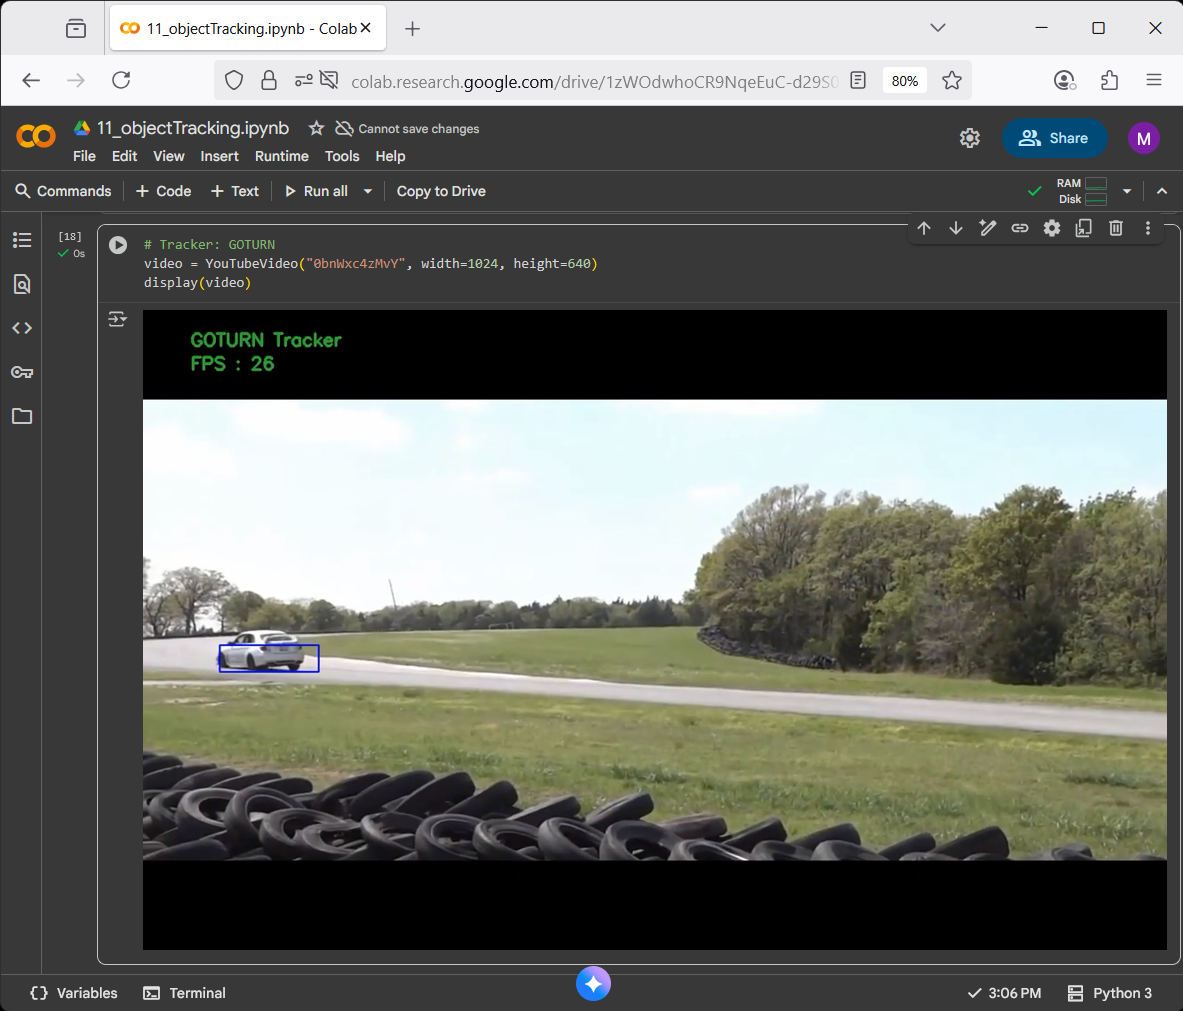 11_objectTracking.ipynb - Colab
colab.research.google.com/drive/1zWOdwhoCR9NqeEuC-d29S
80%
11_objectTracking.ipynb
Cannot save changes
File Edit View Insert Runtime Tools Help
Share
M
Commands + Code + Text Run all Copy to Drive
RAM
Disk
[18]
0s
# Tracker: GOTURN
video = YouTubeVideo("0bnWxc4zMvY", width=1024, height=640)
display(video)
GOTURN Tracker
FPS : 26
Variables Terminal 3:06 PM Python 3